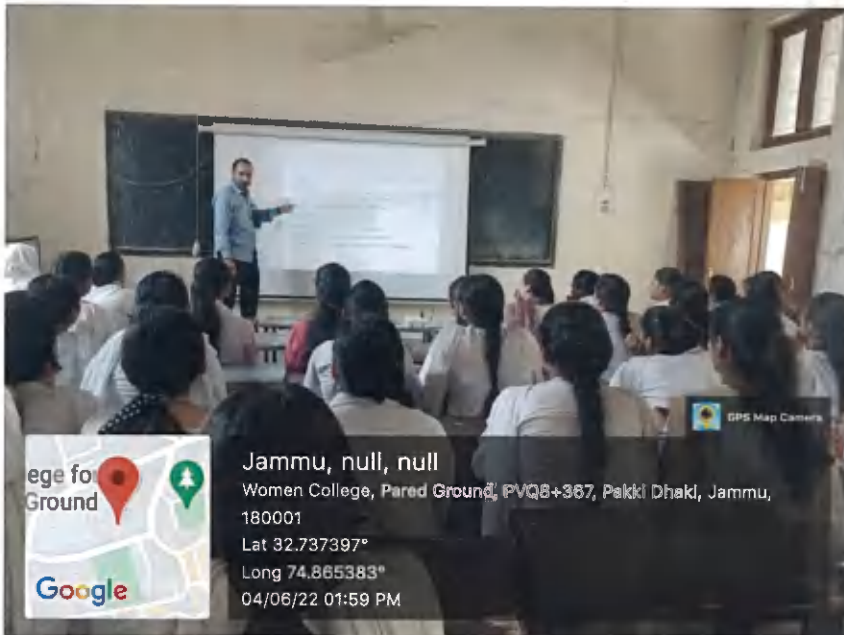 GPS Map Camera
ege fo
Ground
Google
Jammu, null, null
Women College, Pared Ground, PVQ8+367, Pakki Dhaki, Jammu,
180001
Lat 32.737397°
Long 74.865383°
04/06/22 01:59 PM